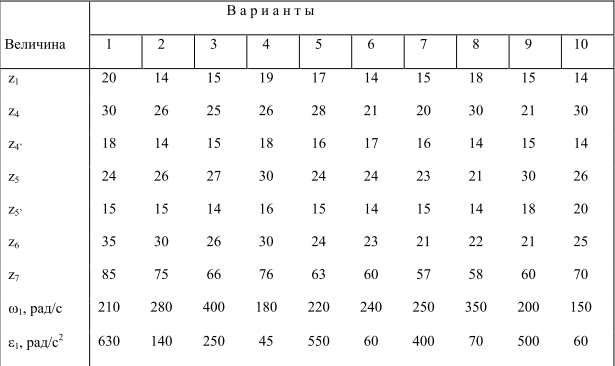 В а р и а н т ы
Величина 1 2 3 4 5 6 7 8 9 10
z₁ 20 14 15 19 17 14 15 18 15 14
z₄ 30 26 25 26 28 21 20 30 21 30
z₄' 18 14 15 18 16 17 16 14 15 14
z₅ 24 26 27 30 24 24 23 21 30 26
z₅' 15 15 14 16 15 14 15 14 18 20
z₆ 35 30 26 30 24 23 21 22 21 25
z₇ 85 75 66 76 63 60 57 58 60 70
ω₁, рад/с 210 280 400 180 220 240 250 350 200 150
ε₁, рад/с² 630 140 250 45 550 60 400 70 500 60